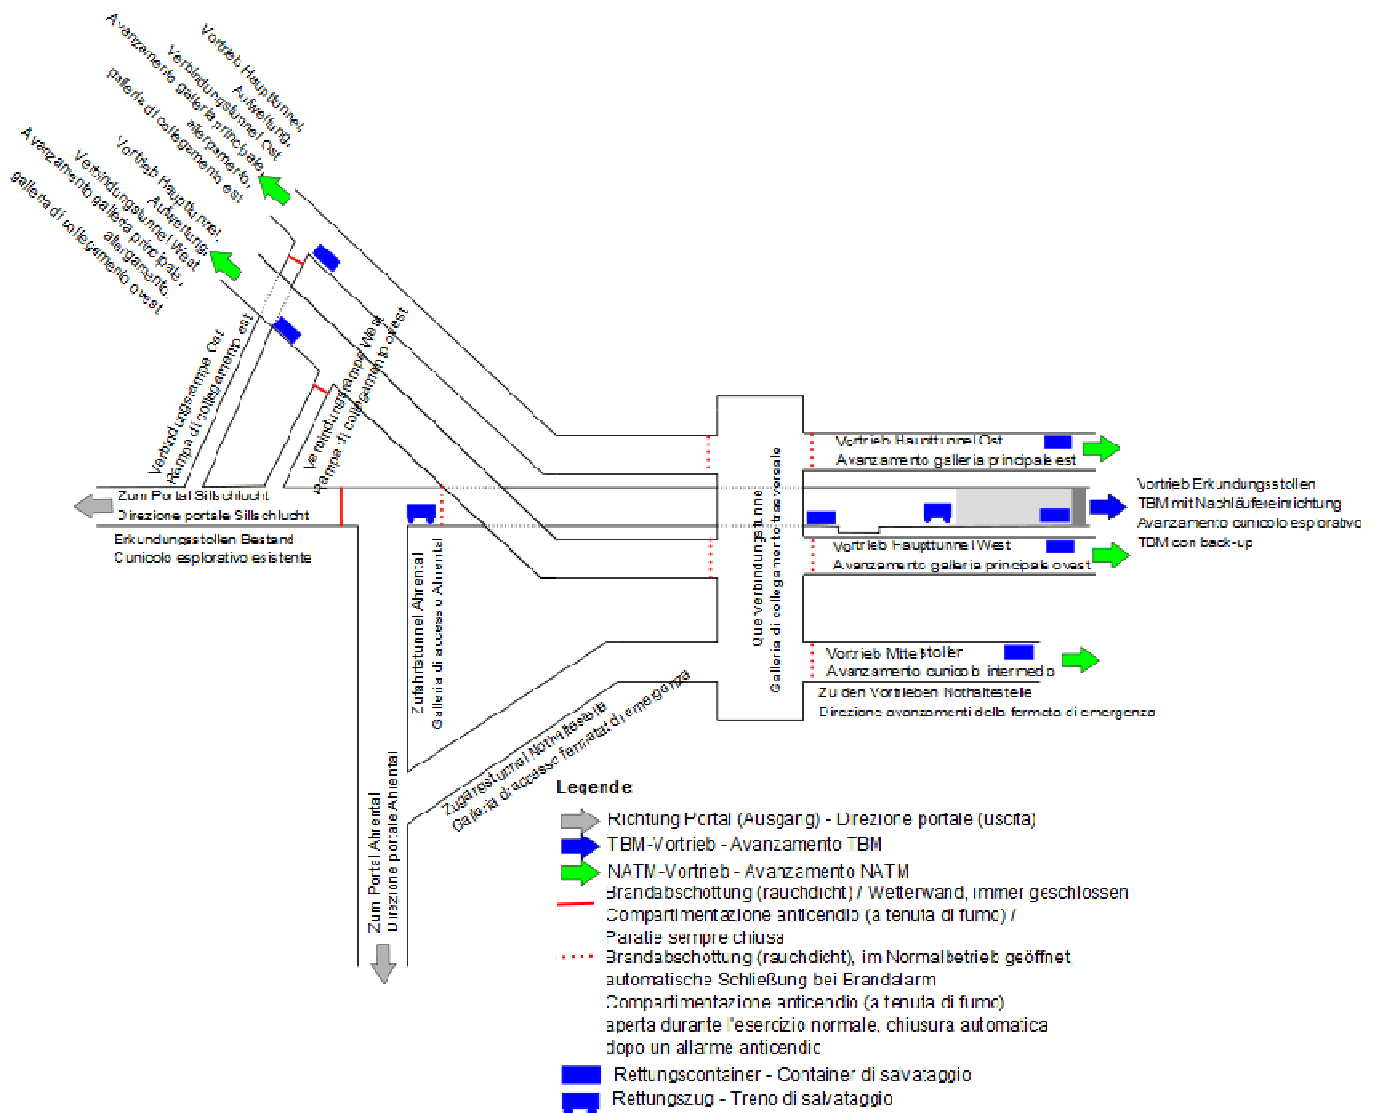 Vortrieb Haupttunnel,
Aufweitung,
Verbindungstunnel Ost
Avanzamento galleria principale,
allargamento,
galleria di collegamento est
Vortrieb Haupttunnel,
Aufweitung,
Verbindungstunnel West
Avanzamento galleria principale,
allargamento,
galleria di collegamento ovest
Verbindungsrampe Ost
Rampa di collegamento est
Verbindungsrampe West
Rampa di collegamento ovest
Zum Portal Sillschlucht
Direzione portale Sillschlucht
Erkundungsstollen Bestand
Cunicolo esplorativo esistente
Zufahrtstunnel Ahrental
Galleria di accesso Ahrental
Zum Portal Ahrental
Direzione portale Ahrental
Zugangstunnel Nothaltestelle
Galleria di accesso fermata di emergenza
Querverbindungstunnel
Galleria di collegamento trasversale
Vortrieb Haupttunnel Ost
Avanzamento galleria principale est
Vortrieb Erkundungsstollen
TBM mit Nachläufereinrichtung
Avanzamento cunicolo esplorativo
TBM con back-up
Vortrieb Haupttunnel West
Avanzamento galleria principale ovest
Vortrieb Mittelstollen
Avanzamento cunicolo intermedio
Zu den Vortrieben Nothaltestelle
Direzione avanzamenti della fermata di emergenza
Legende
Richtung Portal (Ausgang) - Direzione portale (uscita)
TBM-Vortrieb - Avanzamento TBM
NATM-Vortrieb - Avanzamento NATM
Brandabschottung (rauchdicht) / Wetterwand, immer geschlossen
Compartimentazione anticendio (a tenuta di fumo) /
Paratie sempre chiusa
Brandabschottung (rauchdicht), im Normalbetrieb geöffnet
automatische Schließung bei Brandalarm
Compartimentazione anticendio (a tenuta di fumo)
aperta durante l'esercizio normale, chiusura automatica
dopo un allarme anticendio
Rettungscontainer - Container di salvataggio
Rettungszug - Treno di salvataggio